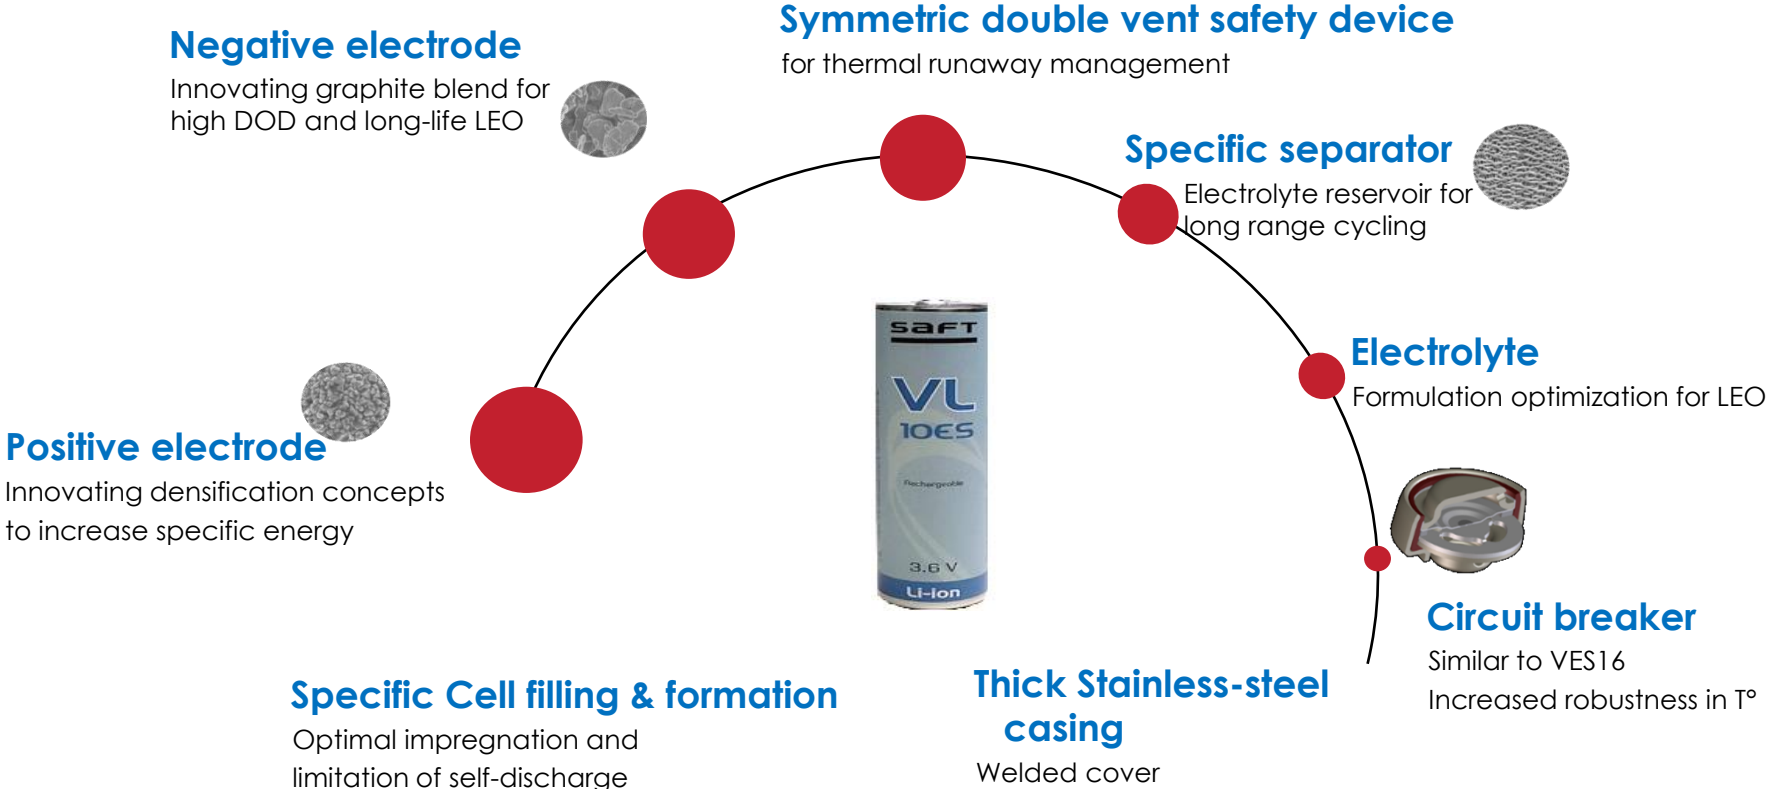 Symmetric double vent safety device
for thermal runaway management
Negative electrode
Innovating graphite blend for
high DOD and long-life LEO
Specific separator
Electrolyte reservoir for
long range cycling
Electrolyte
Formulation optimization for LEO
Positive electrode
Innovating densification concepts
to increase specific energy
SAFT
VL
10ES
Rechargeable
3.6 V
Li-ion
Circuit breaker
Similar to VES16
Increased robustness in T°
Specific Cell filling & formation
Optimal impregnation and
limitation of self-discharge
Thick Stainless-steel
casing
Welded cover